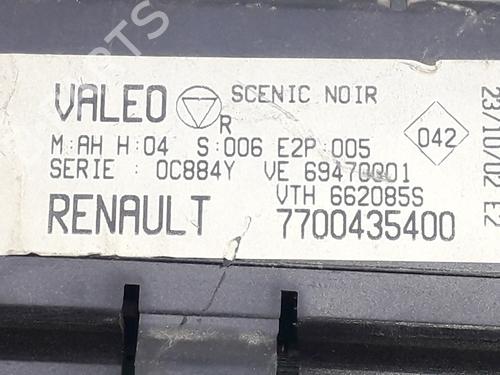 PARTS
VALEO R SCENIC NOIR
M:AH H:04 S:006 E2P:005
SERIE : 0C884Y VE 69470001
VTH 662085S
RENAULT 7700435400
042
23/10/02 E2